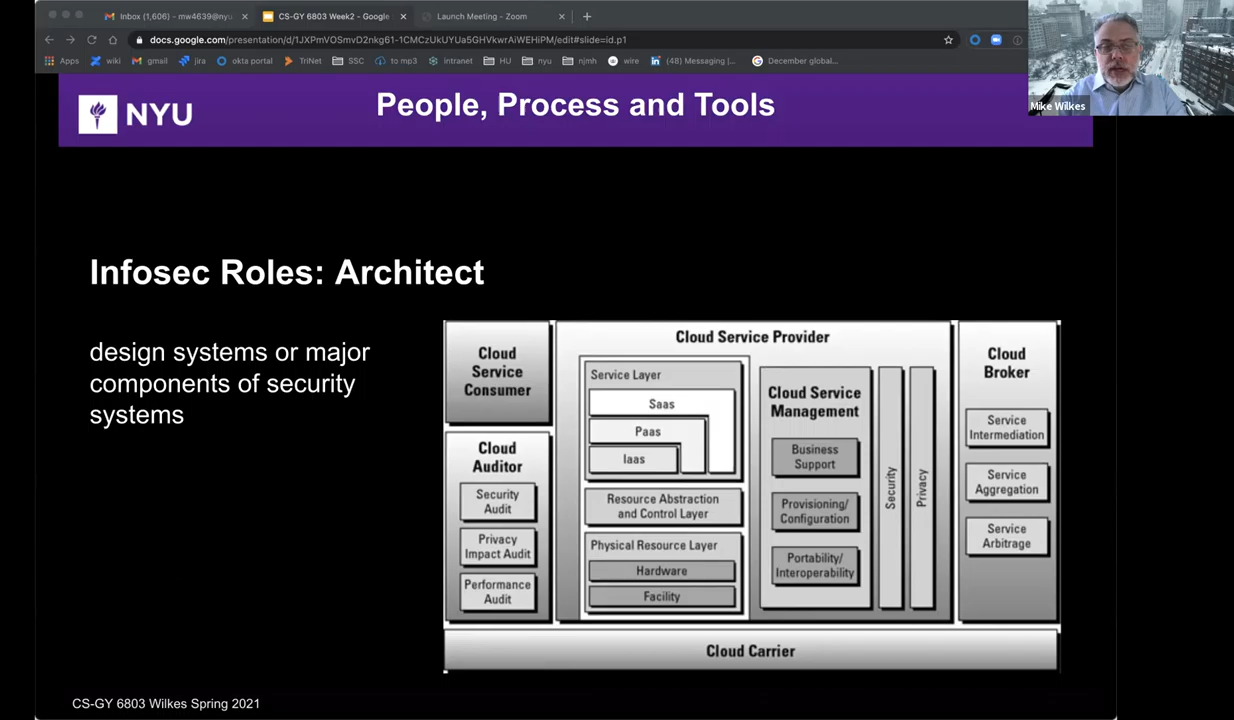 Inbox (1,606) - mw4639@nyu
CS-GY 6803 Week2 - Google
Launch Meeting - Zoom
docs.google.com/presentation/d/1JXPmVOSmvD2nkg61-1CMCzUkUYUa5GHVkwrAiWEHiPM/edit#slide=id.p1
Apps
wiki
gmail
jira
okta portal
TriNet
SSC
to mp3
intranet
HU
nyu
njmh
wire
(48) Messaging |...
December global...
Mike Wilkes
NYU
People, Process and Tools
Infosec Roles: Architect
design systems or major
components of security
systems
Cloud
Service
Consumer
Cloud
Auditor
Security
Audit
Privacy
Impact Audit
Performance
Audit
Cloud Service Provider
Service Layer
Saas
Paas
Iaas
Resource Abstraction
and Control Layer
Physical Resource Layer
Hardware
Facility
Cloud Service
Management
Business
Support
Provisioning/
Configuration
Portability/
Interoperability
Security
Privacy
Cloud
Broker
Service
Intermediation
Service
Aggregation
Service
Arbitrage
Cloud Carrier
CS-GY 6803 Wilkes Spring 2021